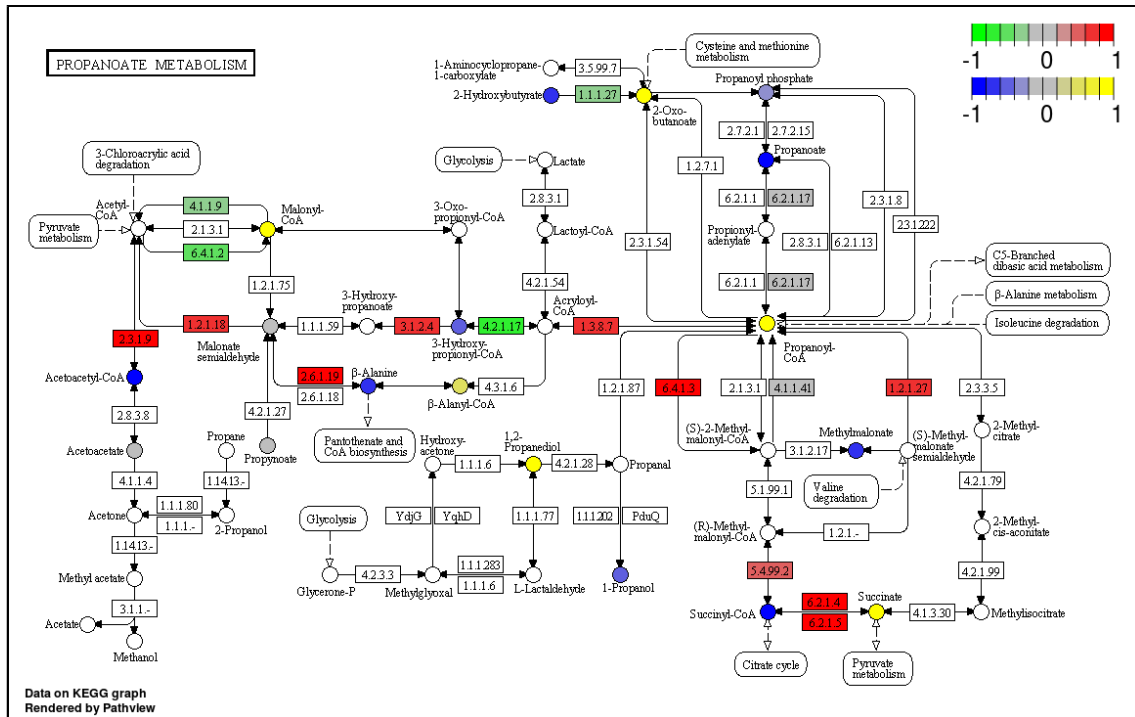 PROPANOATE METABOLISM
-1 0 1
-1 0 1
Cysteine and methionine
metabolism
1-Aminocyclopropane-
1-carboxylate
3.5.99.7
Propanoyl phosphate
2-Hydroxybutyrate
1.1.1.27
2-Oxo-
butanoate
2.7.2.1
2.7.2.15
3-Chloroacrylic acid
degradation
Glycolysis
Lactate
Propanoate
1.2.7.1
Acetyl-
CoA
4.1.1.9
Malonyl-
CoA
3-Oxo-
propionyl-CoA
2.8.3.1
6.2.1.1
6.2.1.17
2.3.1.8
Pyruvate
metabolism
2.1.3.1
Lactoyl-CoA
Propionyl-
adenylate
2.3.1.54
2.8.3.1
6.2.1.13
2.3.1.222
6.4.1.2
C5-Branched
dibasic acid metabolism
1.2.1.75
4.2.1.54
6.2.1.1
6.2.1.17
β-Alanine metabolism
3-Hydroxy-
propanoate
Acryloyl-
CoA
Isoleucine degradation
1.2.1.18
1.1.1.59
3.1.2.4
4.2.1.17
1.3.8.7
2.3.1.9
Malonate
semialdehyde
3-Hydroxy-
propionyl-CoA
Propanoyl-
CoA
Acetoacetyl-CoA
2.6.1.19
2.6.1.18
β-Alanine
4.3.1.6
β-Alanyl-CoA
1.2.1.87
6.4.1.3
2.1.3.1
4.1.1.41
1.2.1.27
2.3.3.5
2.8.3.8
4.2.1.27
Propane
Pantothenate and
CoA biosynthesis
Hydroxy-
acetone
1,2-
Propanediol
(S)-2-Methyl-
malonyl-CoA
Methylmalonate
(S)-Methyl-
malonate
semialdehyde
2-Methyl-
citrate
Acetoacetate
Propynoate
3.1.2.17
4.1.1.4
1.14.13.-
1.1.1.6
4.2.1.28
Propanal
5.1.99.1
Valine
degradation
4.2.1.79
Acetone
1.1.1.80
1.1.1.-
2-Propanol
Glycolysis
YdjG
YqhD
1.1.1.77
1.1.1.202
PduQ
(R)-Methyl-
malonyl-CoA
1.2.1.-
2-Methyl-
cis-aconitate
1.14.13.-
Methyl acetate
4.2.3.3
1.1.1.283
1.1.1.6
5.4.99.2
4.2.1.99
Glycerone-P
Methylglyoxal
L-Lactaldehyde
1-Propanol
3.1.1.-
6.2.1.4
6.2.1.5
Succinate
Acetate
Succinyl-CoA
4.1.3.30
Methylisocitrate
Methanol
Citrate cycle
Pyruvate
metabolism
Data on KEGG graph
Rendered by Pathview